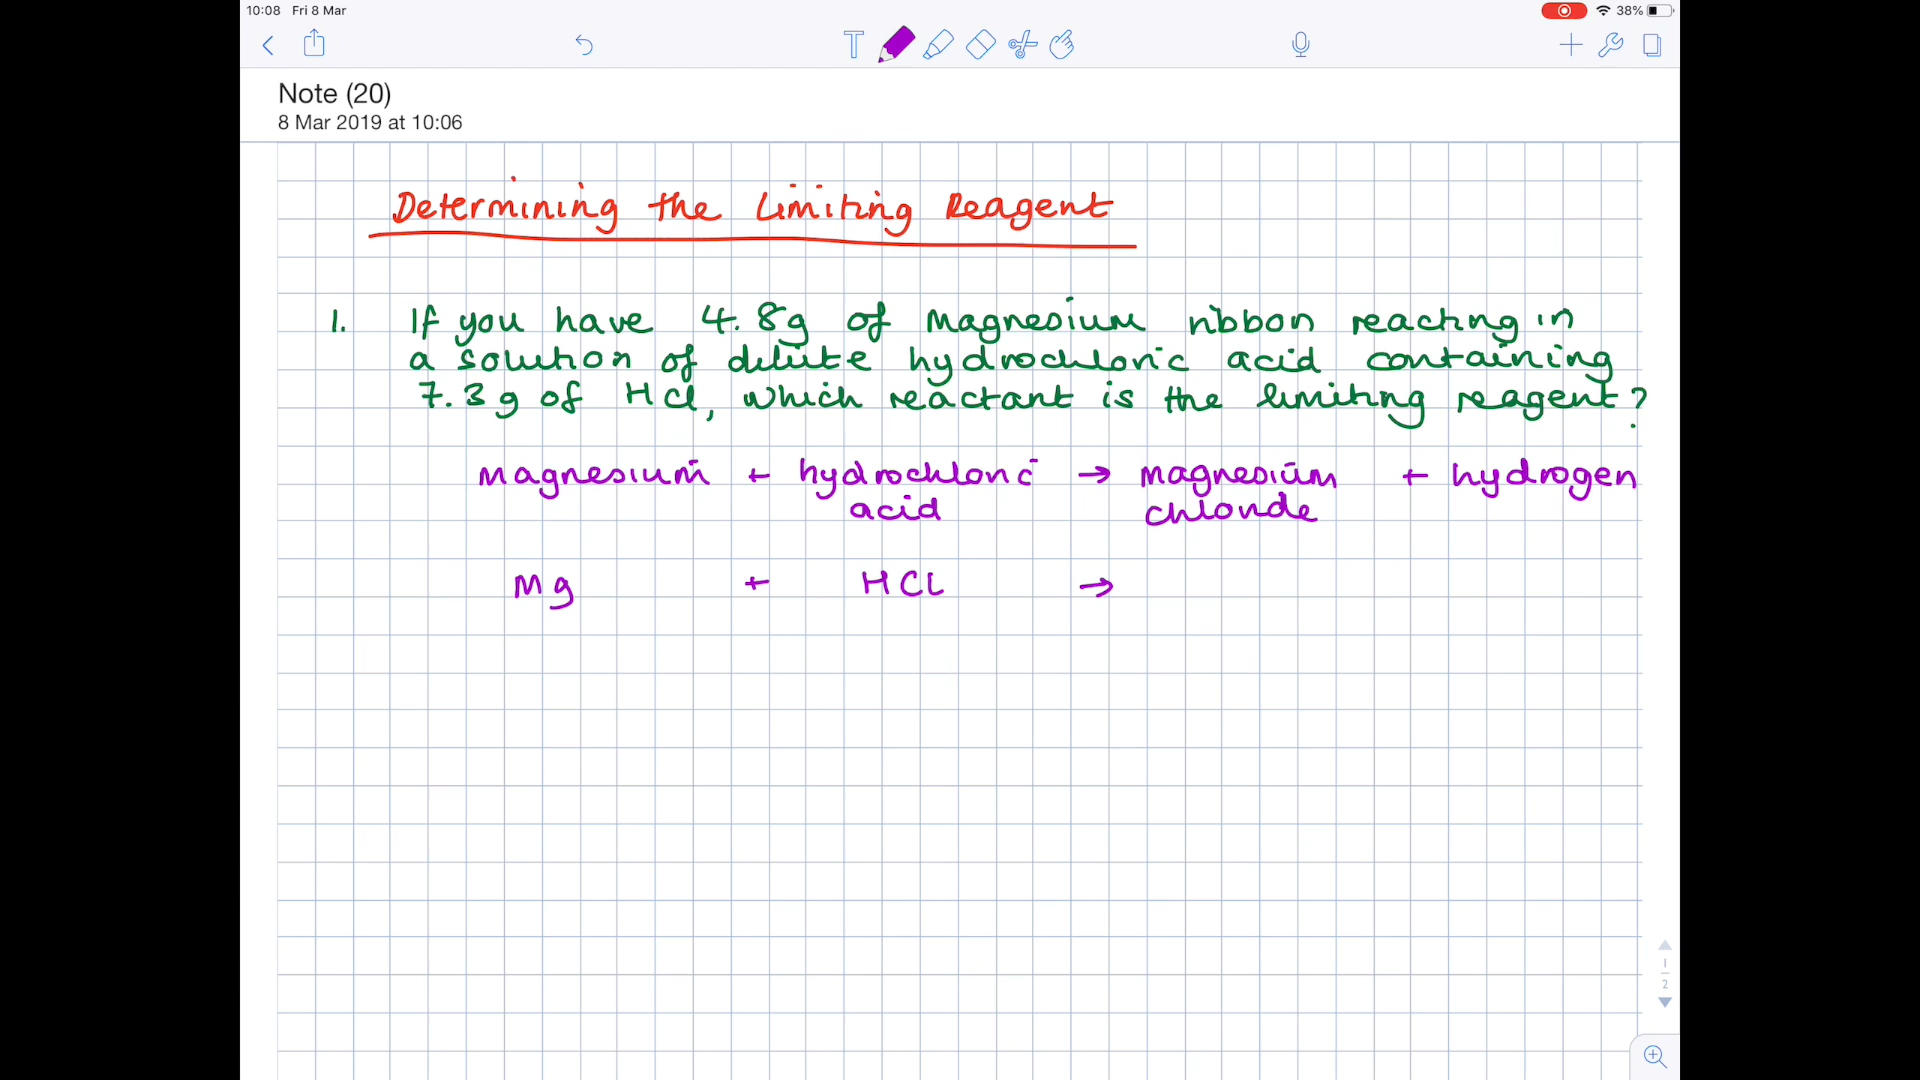 10:08 Fri 8 Mar 38%
T
Note (20)
8 Mar 2019 at 10:06
Determining the Limiting Reagent
1. If you have 4.8g of magnesium ribbon reacting in
a solution of dilute hydrochloric acid containing
7.3g of HCl, which reactant is the limiting reagent?
magnesium + hydrochloric → magnesium + hydrogen
acid chloride
Mg + HCl →
1
2